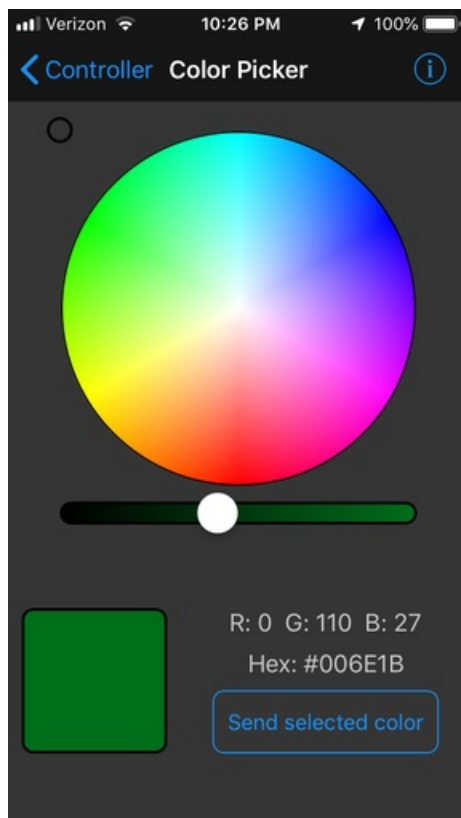 Verizon 10:26 PM 100%
Controller Color Picker i
R: 0 G: 110 B: 27
Hex: #006E1B
Send selected color